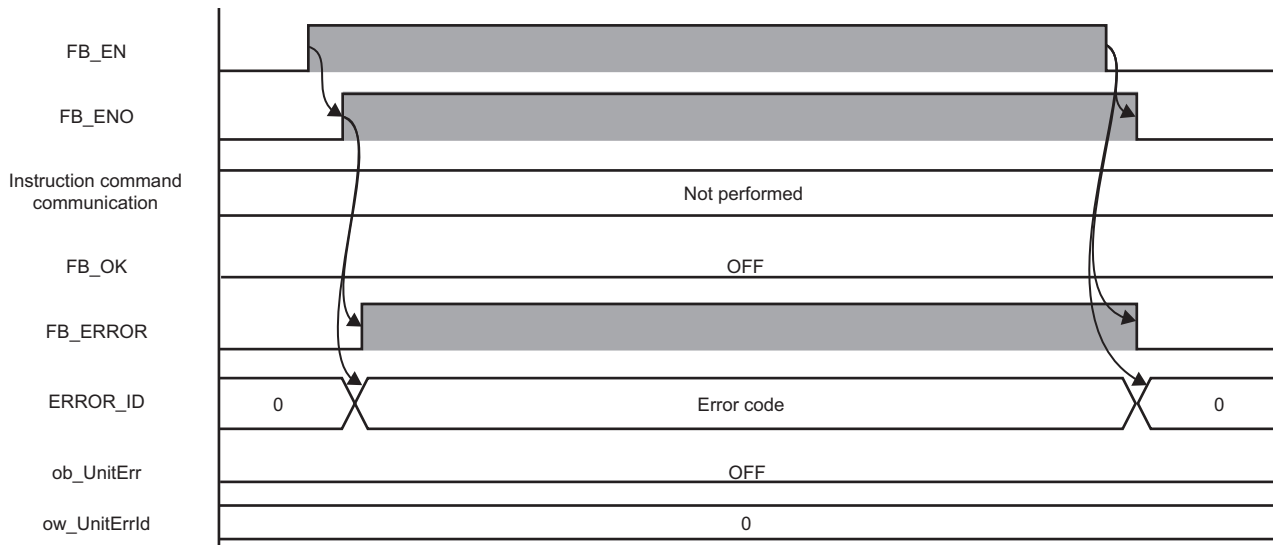 FB_EN
FB_ENO
Instruction command
communication
Not performed
FB_OK
OFF
FB_ERROR
ERROR_ID
0
Error code
0
ob_UnitErr
OFF
ow_UnitErrId
0